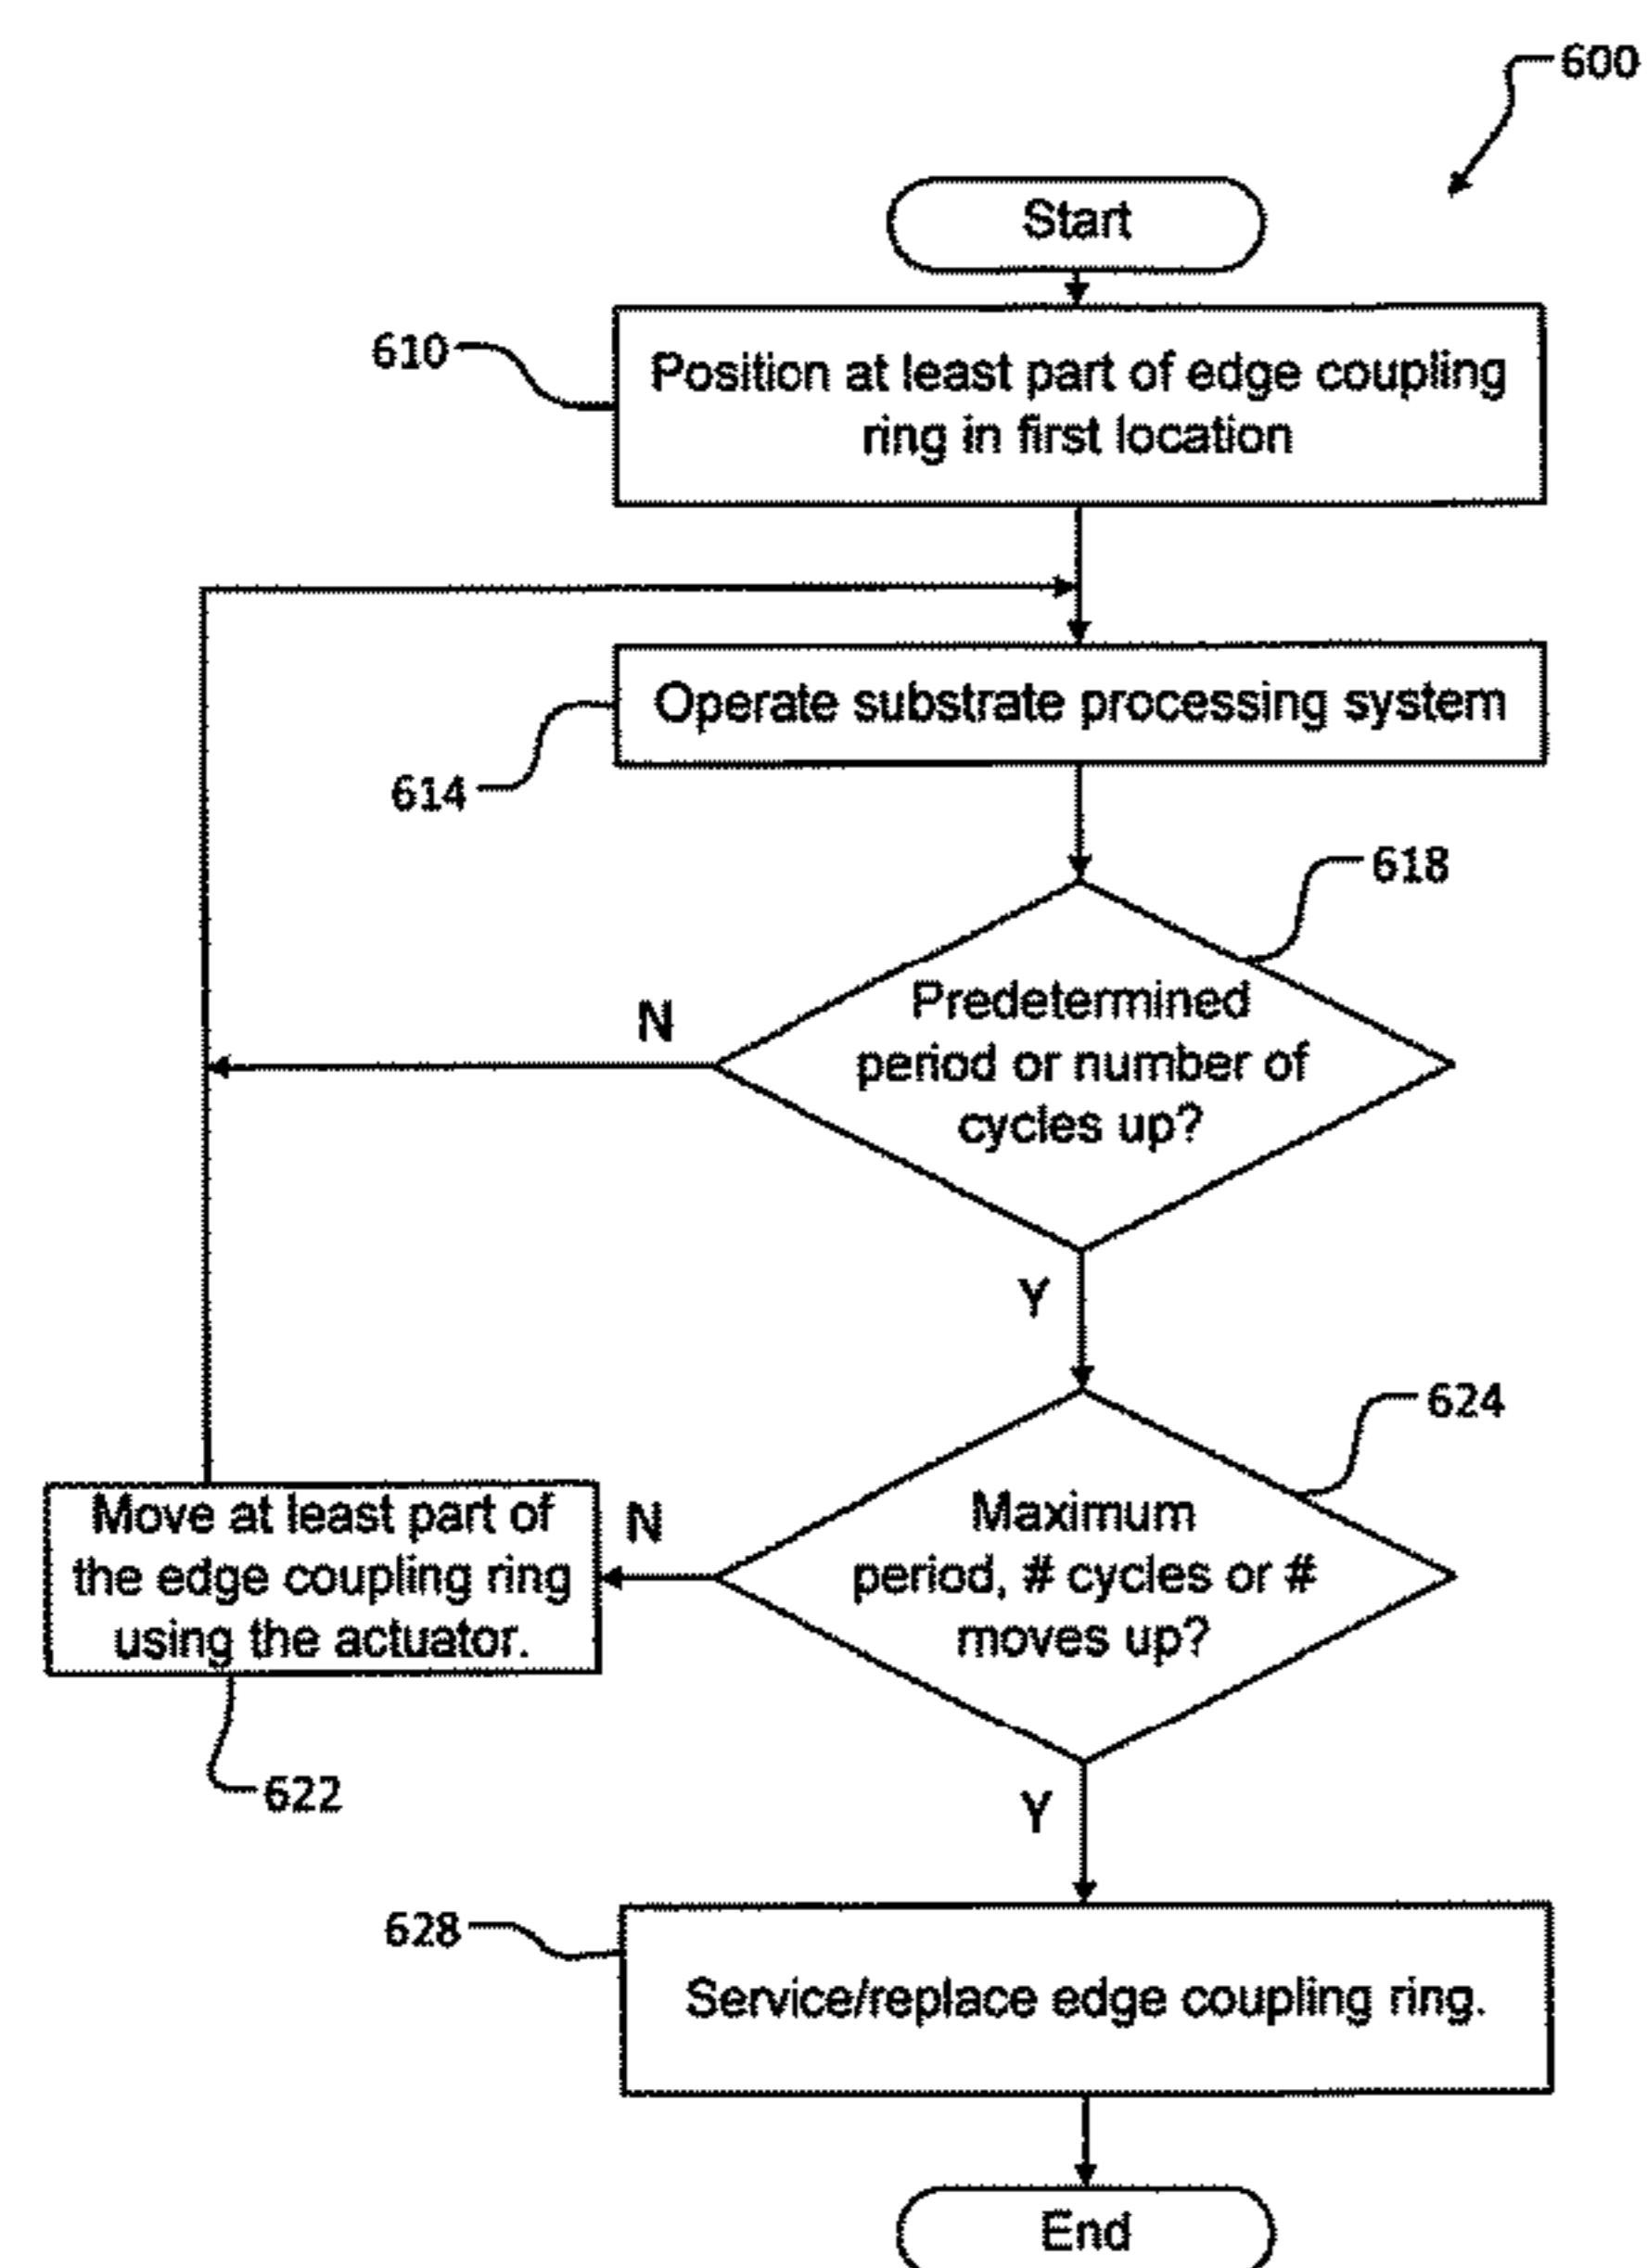 600
Start
610
Position at least part of edge coupling
ring in first location
Operate substrate processing system
614
618
Predetermined
period or number of
cycles up?
N
Y
624
Maximum
period, # cycles or #
moves up?
N
Move at least part of
the edge coupling ring
using the actuator.
622
Y
628
Service/replace edge coupling ring.
End